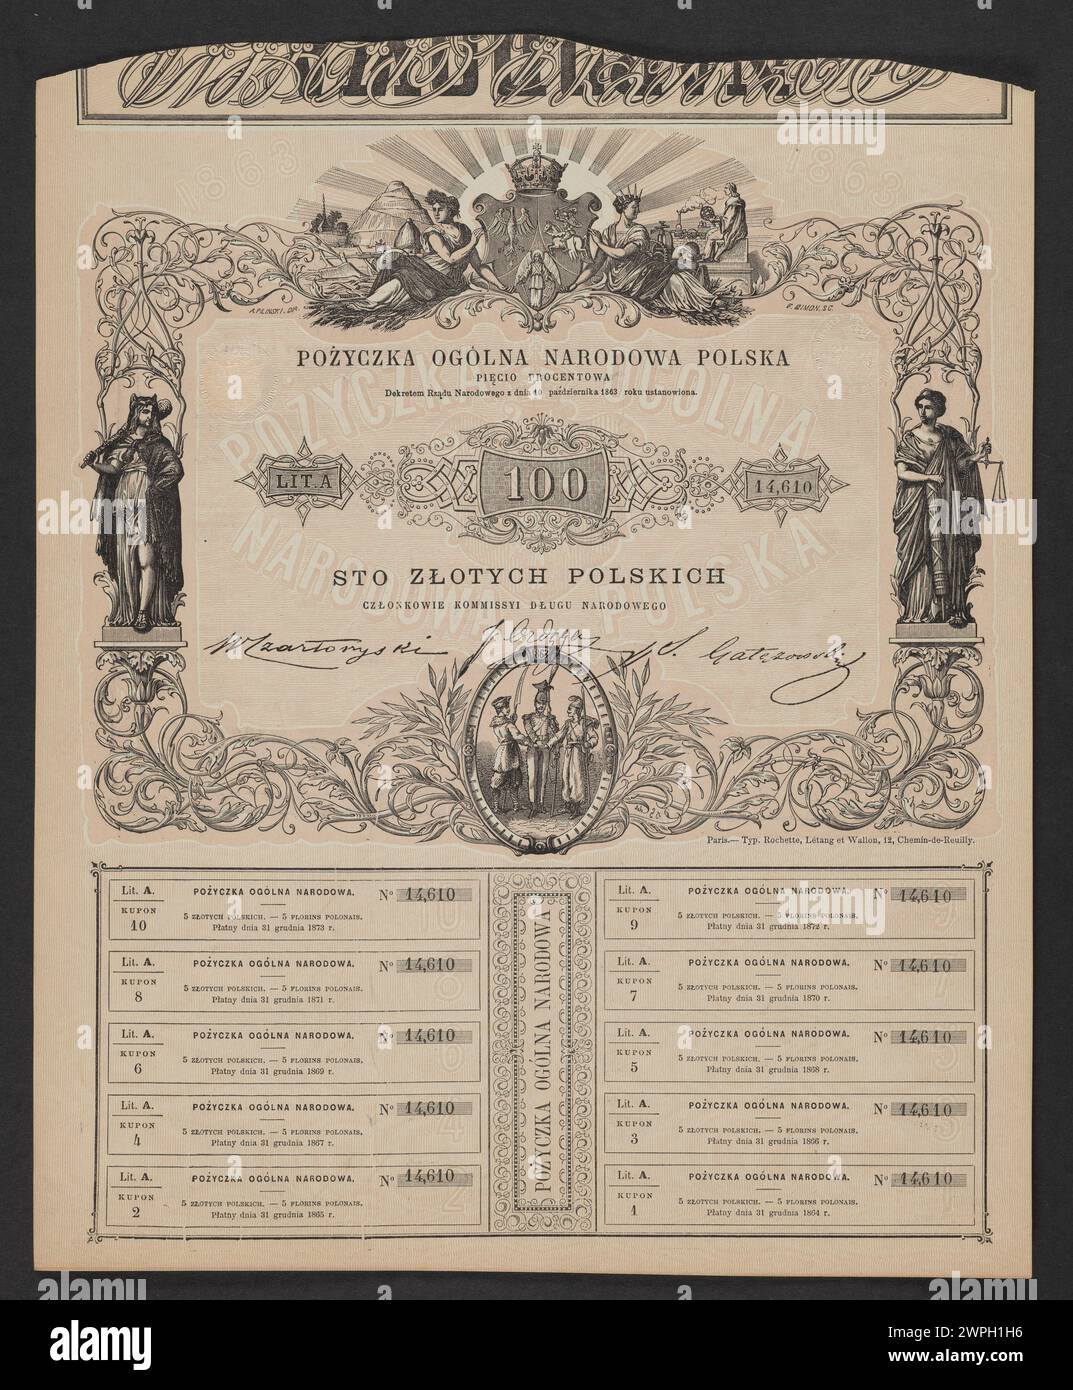 A. PILINSKI. DR.
POŻYCZKA OGÓLNA NARODOWA POLSKA
PIĘCIO PROCENTOWA
Dekretem Rządu Narodowego z dnia 10 października 1863 roku ustanowiona.
LIT. A
100
14,610
STO ZŁOTYCH POLSKICH
CZŁONKOWIE KOMMISSYI DŁUGU NARODOWEGO
W Czartoryski
POŻYCZKA OGOLNA
NARODOWA POLSKA
1863
1863
Paris.— Typ. Rochette, Létang et Wallon, 12, Chemin-de-Reuilly.
Lit. A. POŻYCZKA OGÓLNA NARODOWA. No 14,610
KUPON 10
5 ZŁOTYCH POLSKICH. — 5 FLORINS POLONAIS.
Płatny dnia 31 grudnia 1873 r.
Lit. A. POŻYCZKA OGÓLNA NARODOWA. No 14,610
KUPON 9
5 ZŁOTYCH POLSKICH. — 5 FLORINS POLONAIS.
Płatny dnia 31 grudnia 1872 r.
Lit. A. POŻYCZKA OGÓLNA NARODOWA. No 14,610
KUPON 8
5 ZŁOTYCH POLSKICH. — 5 FLORINS POLONAIS.
Płatny dnia 31 grudnia 1871 r.
Lit. A. POŻYCZKA OGÓLNA NARODOWA. No 14,610
KUPON 7
5 ZŁOTYCH POLSKICH. — 5 FLORINS POLONAIS.
Płatny dnia 31 grudnia 1870 r.
Lit. A. POŻYCZKA OGÓLNA NARODOWA. No 14,610
KUPON 6
5 ZŁOTYCH POLSKICH. — 5 FLORINS POLONAIS.
Płatny dnia 31 grudnia 1869 r.
Lit. A. POŻYCZKA OGÓLNA NARODOWA. No 14,610
KUPON 5
5 ZŁOTYCH POLSKICH. — 5 FLORINS POLONAIS.
Płatny dnia 31 grudnia 1868 r.
Lit. A. POŻYCZKA OGÓLNA NARODOWA. No 14,610
KUPON 4
5 ZŁOTYCH POLSKICH. — 5 FLORINS POLONAIS.
Płatny dnia 31 grudnia 1867 r.
Lit. A. POŻYCZKA OGÓLNA NARODOWA. No 14,610
KUPON 3
5 ZŁOTYCH POLSKICH. — 5 FLORINS POLONAIS.
Płatny dnia 31 grudnia 1866 r.
Lit. A. POŻYCZKA OGÓLNA NARODOWA. No 14,610
KUPON 2
5 ZŁOTYCH POLSKICH. — 5 FLORINS POLONAIS.
Płatny dnia 31 grudnia 1865 r.
Lit. A. POŻYCZKA OGÓLNA NARODOWA. No 14,610
KUPON 1
5 ZŁOTYCH POLSKICH. — 5 FLORINS POLONAIS.
Płatny dnia 31 grudnia 1864 r.
POŻYCZKA OGÓLNA NARODOWA
alamy
Image ID: 2WPH1H6
www.alamy.com